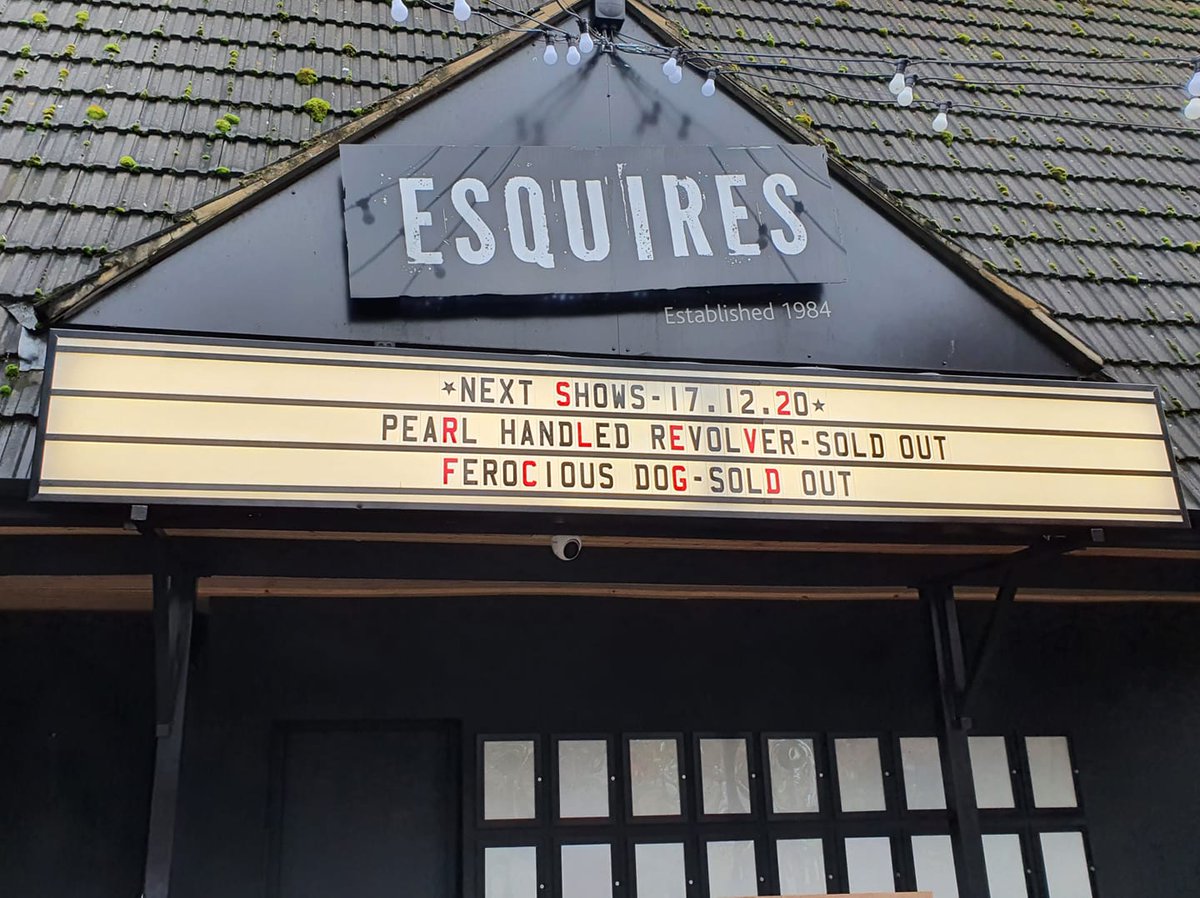 ESQUIRES
Established 1984
★NEXT SHOWS-17.12.20★
PEARL HANDLED REVOLVER-SOLD OUT
FEROCIOUS DOG-SOLD OUT